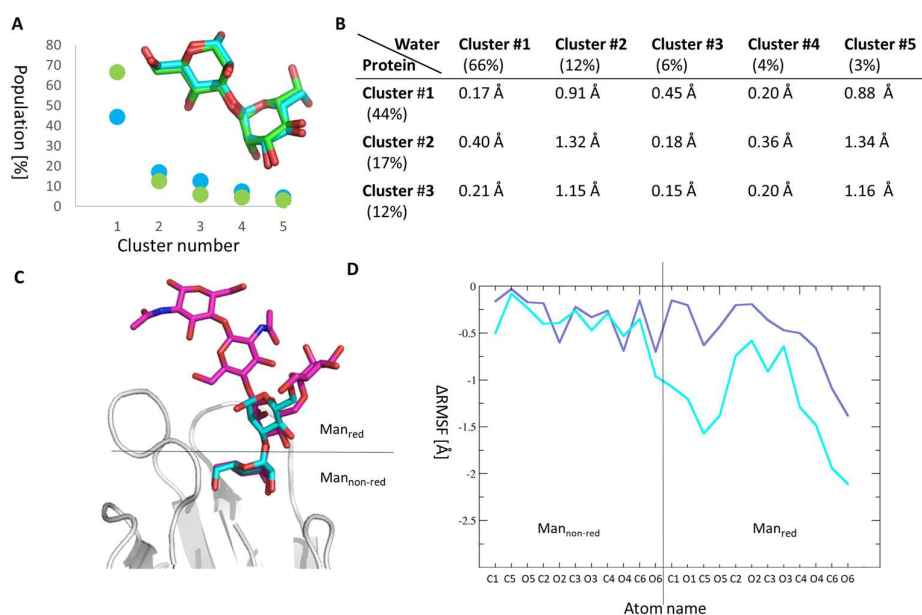 A
Population [%]
80
70
60
50
40
30
20
10
0
1 2 3 4 5
Cluster number
B
Water Cluster #1 Cluster #2 Cluster #3 Cluster #4 Cluster #5
Protein (66%) (12%) (6%) (4%) (3%)
Cluster #1 0.17 Å 0.91 Å 0.45 Å 0.20 Å 0.88 Å
(44%)
Cluster #2 0.40 Å 1.32 Å 0.18 Å 0.36 Å 1.34 Å
(17%)
Cluster #3 0.21 Å 1.15 Å 0.15 Å 0.20 Å 1.16 Å
(12%)
C
Man_red
Man_non-red
D
ΔRMSF [Å]
0
-0.5
-1
-1.5
-2
-2.5
Man_non-red Man_red
C1 C5 O5 C2 O2 C3 O3 C4 O4 C6 O6 C1 O1 C5 O5 C2 O2 C3 O3 C4 O4 C6 O6
Atom name